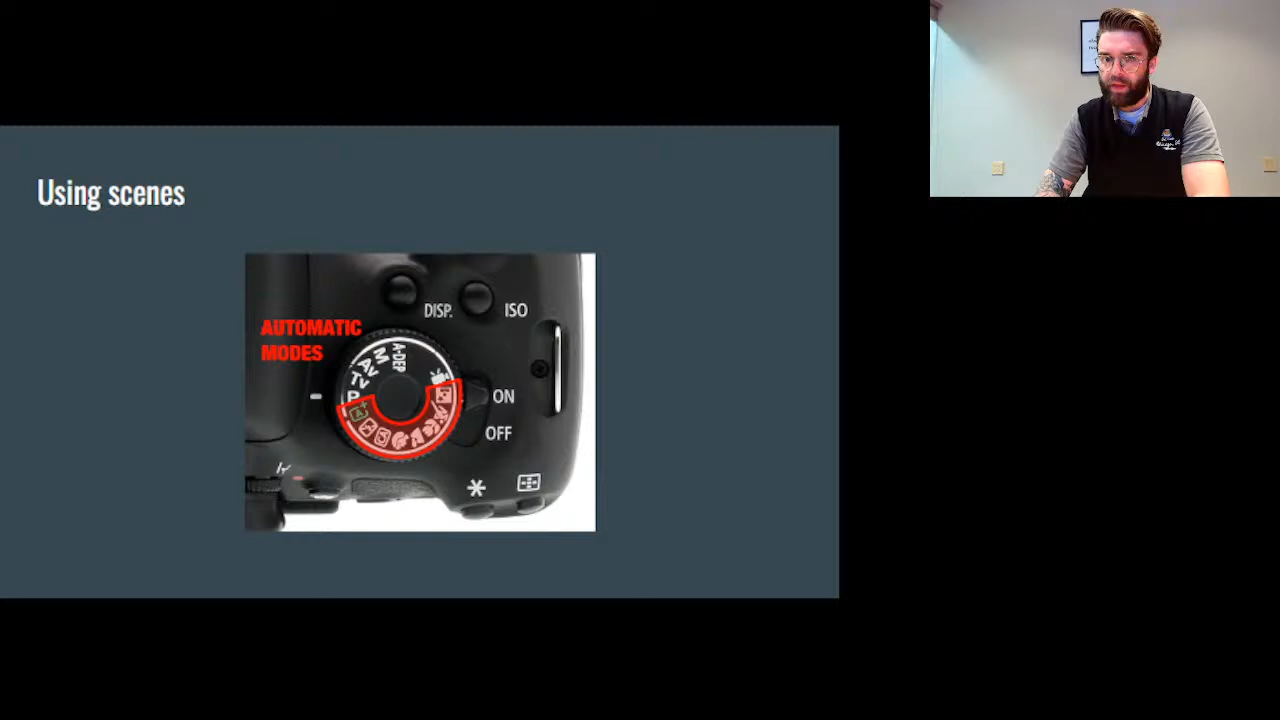 Using scenes
DISP.
ISO
AUTOMATIC
MODES
A-DEP
M
Av
Tv
P
ON
OFF
A+